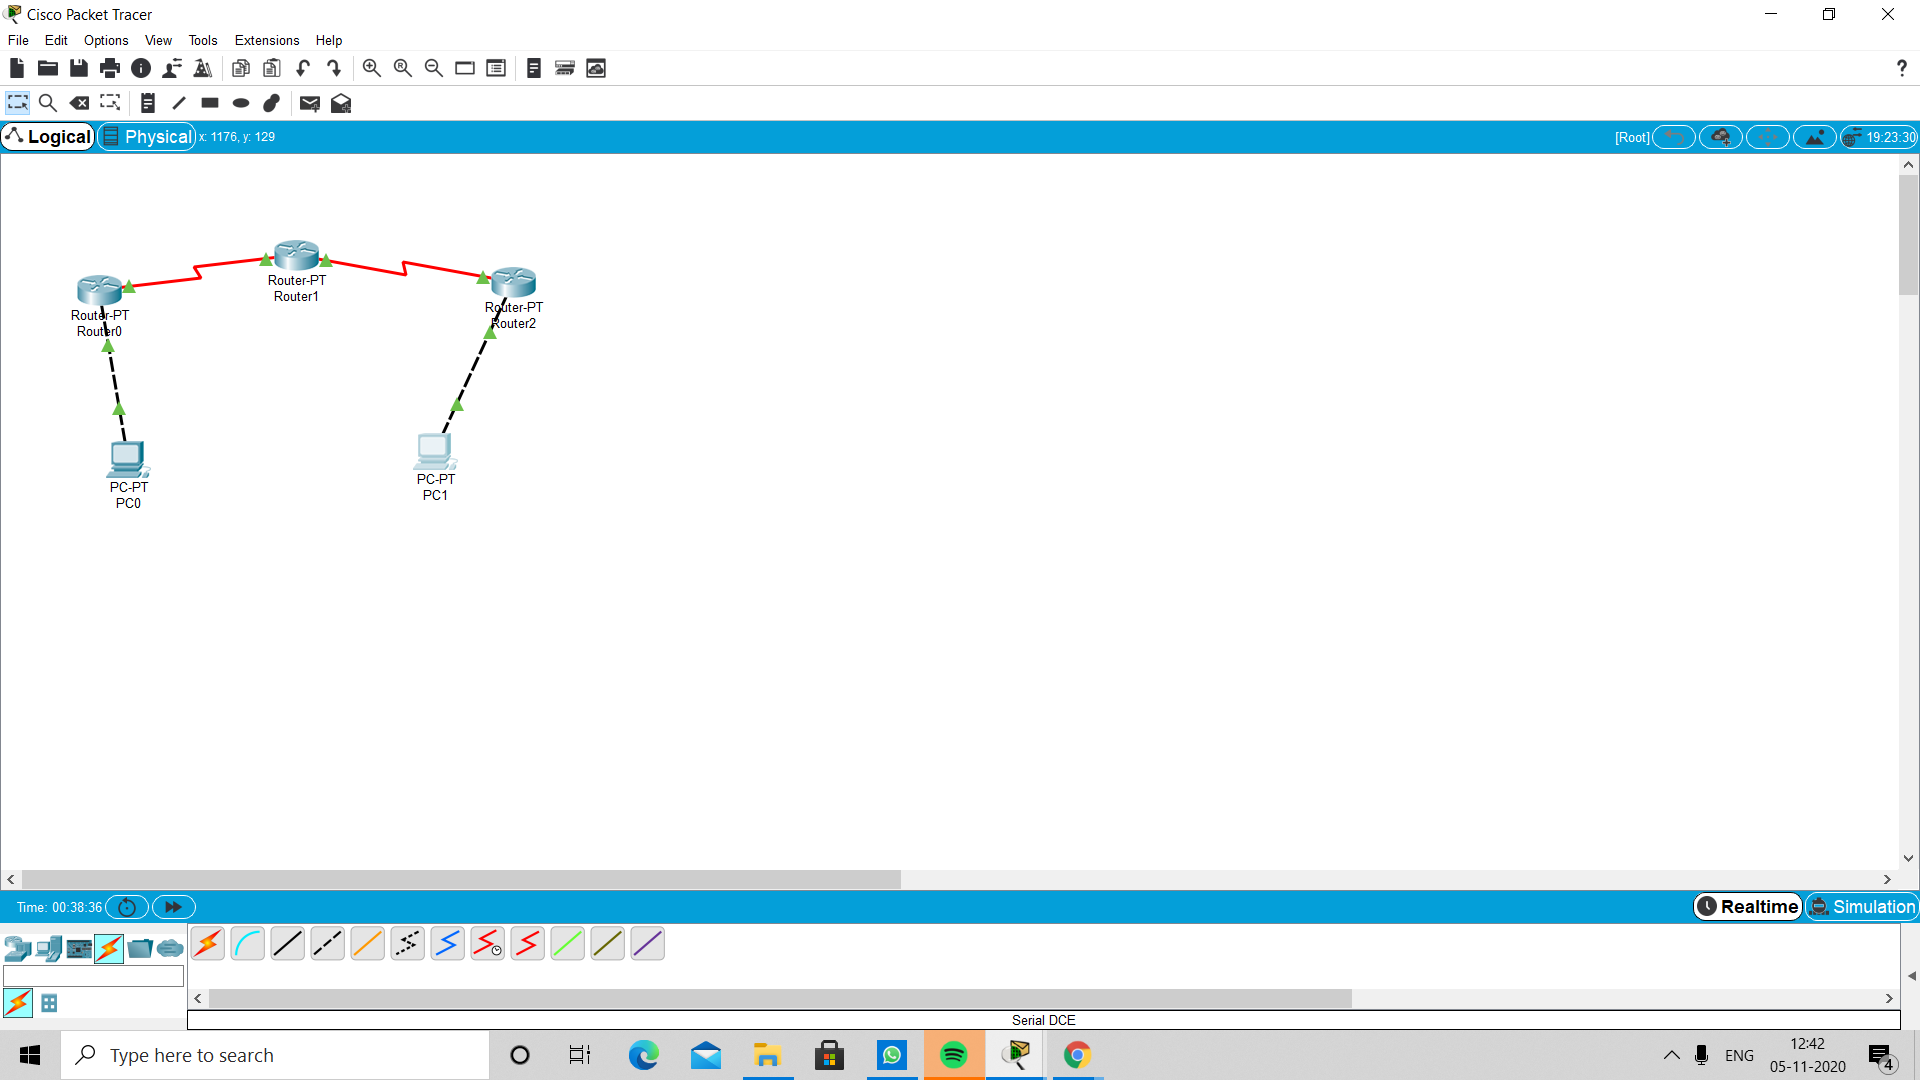 Cisco Packet Tracer
File Edit Options View Tools Extensions Help
?
Logical Physical x: 1176, y: 129 [Root] 19:23:30
Router-PT
Router1
Router-PT
Router0
Router-PT
Router2
PC-PT
PC0
PC-PT
PC1
Time: 00:38:36 Realtime Simulation
Serial DCE
Type here to search
ENG
12:42
05-11-2020
4